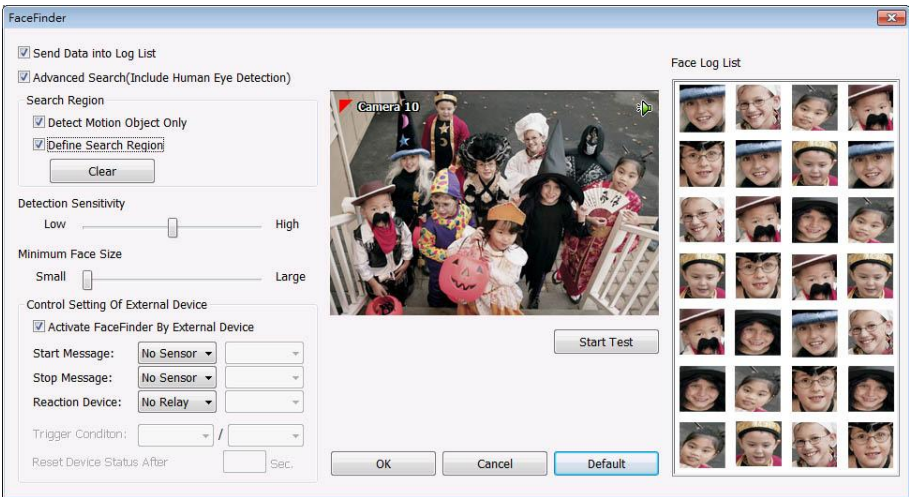 FaceFinder
Send Data into Log List
Advanced Search(Include Human Eye Detection)
Search Region
Detect Motion Object Only
Define Search Region
Clear
Detection Sensitivity
Low High
Minimum Face Size
Small Large
Control Setting Of External Device
Activate FaceFinder By External Device
Start Message: No Sensor
Stop Message: No Sensor
Reaction Device: No Relay
Trigger Conditon: /
Reset Device Status After Sec.
Camera 10
Start Test
OK Cancel Default
Face Log List